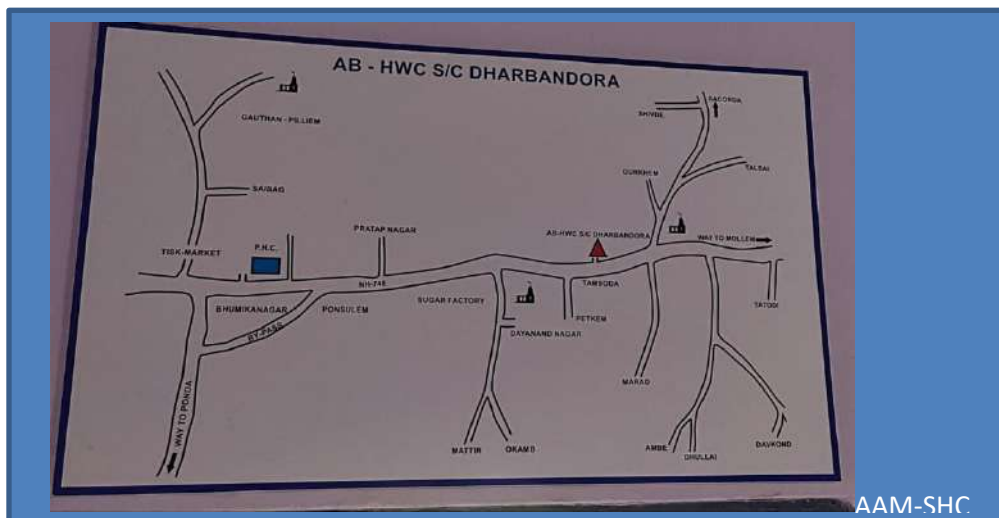 AB - HWC S/C DHARBANDORA
SACORDA
SHIVDE
GAUTHAN - PILLIEM
TALSAI
GURKHEM
SAIBAG
PRATAP NAGAR
AB-HWC S/C DHARBANDORA
WAY TO MOLLEM
TISK-MARKET
P.H.C.
NH-748
TAMSODA
SUGAR FACTORY
TATODI
BHUMIKANAGAR
PONSULEM
PETKEM
BY-PASS
DAYANAND NAGAR
MARAD
WAY TO PONDA
MATTIR
OKAMB
AMBE
DHULLAI
DAVKOND
AAM-SHC